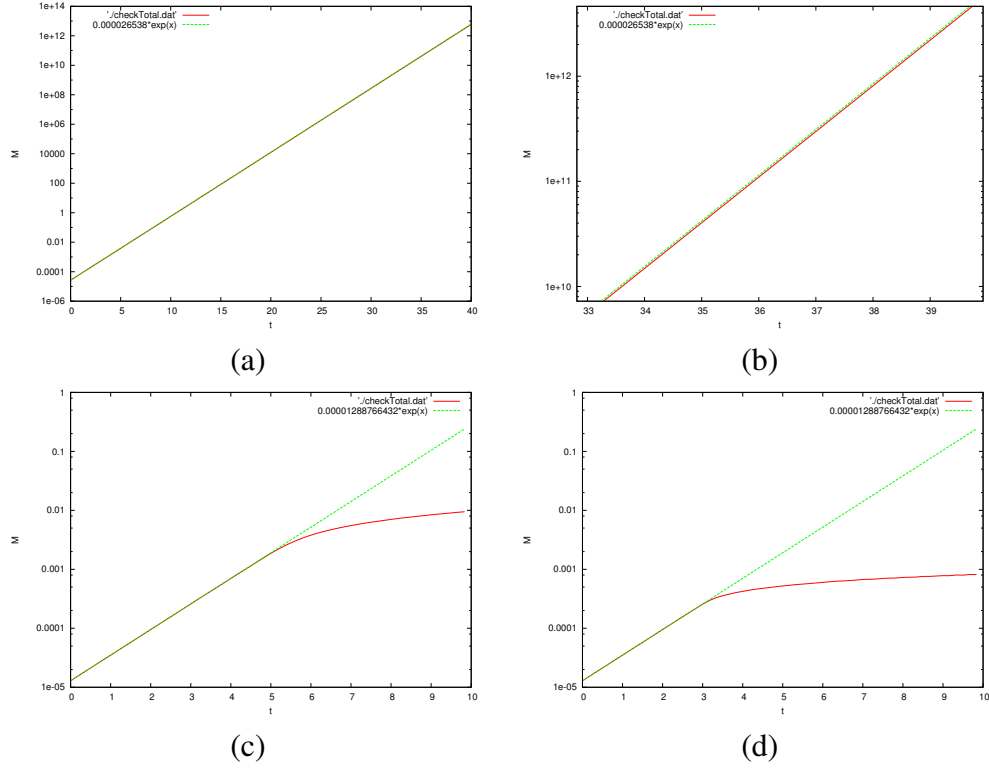 1e+14
'./checkTotal.dat'
0.000026538*exp(x)
1e+12
1e+10
1e+08
1e+06
10000
100
1
0.01
0.0001
1e-06
M
0 5 10 15 20 25 30 35 40
t
(a)
'./checkTotal.dat'
0.000026538*exp(x)
1e+12
1e+11
1e+10
M
33 34 35 36 37 38 39
t
(b)
1
'./checkTotal.dat'
0.00001288766432*exp(x)
0.1
0.01
0.001
0.0001
1e-05
M
0 1 2 3 4 5 6 7 8 9 10
t
(c)
1
'./checkTotal.dat'
0.00001288766432*exp(x)
0.1
0.01
0.001
0.0001
1e-05
M
0 1 2 3 4 5 6 7 8 9 10
t
(d)